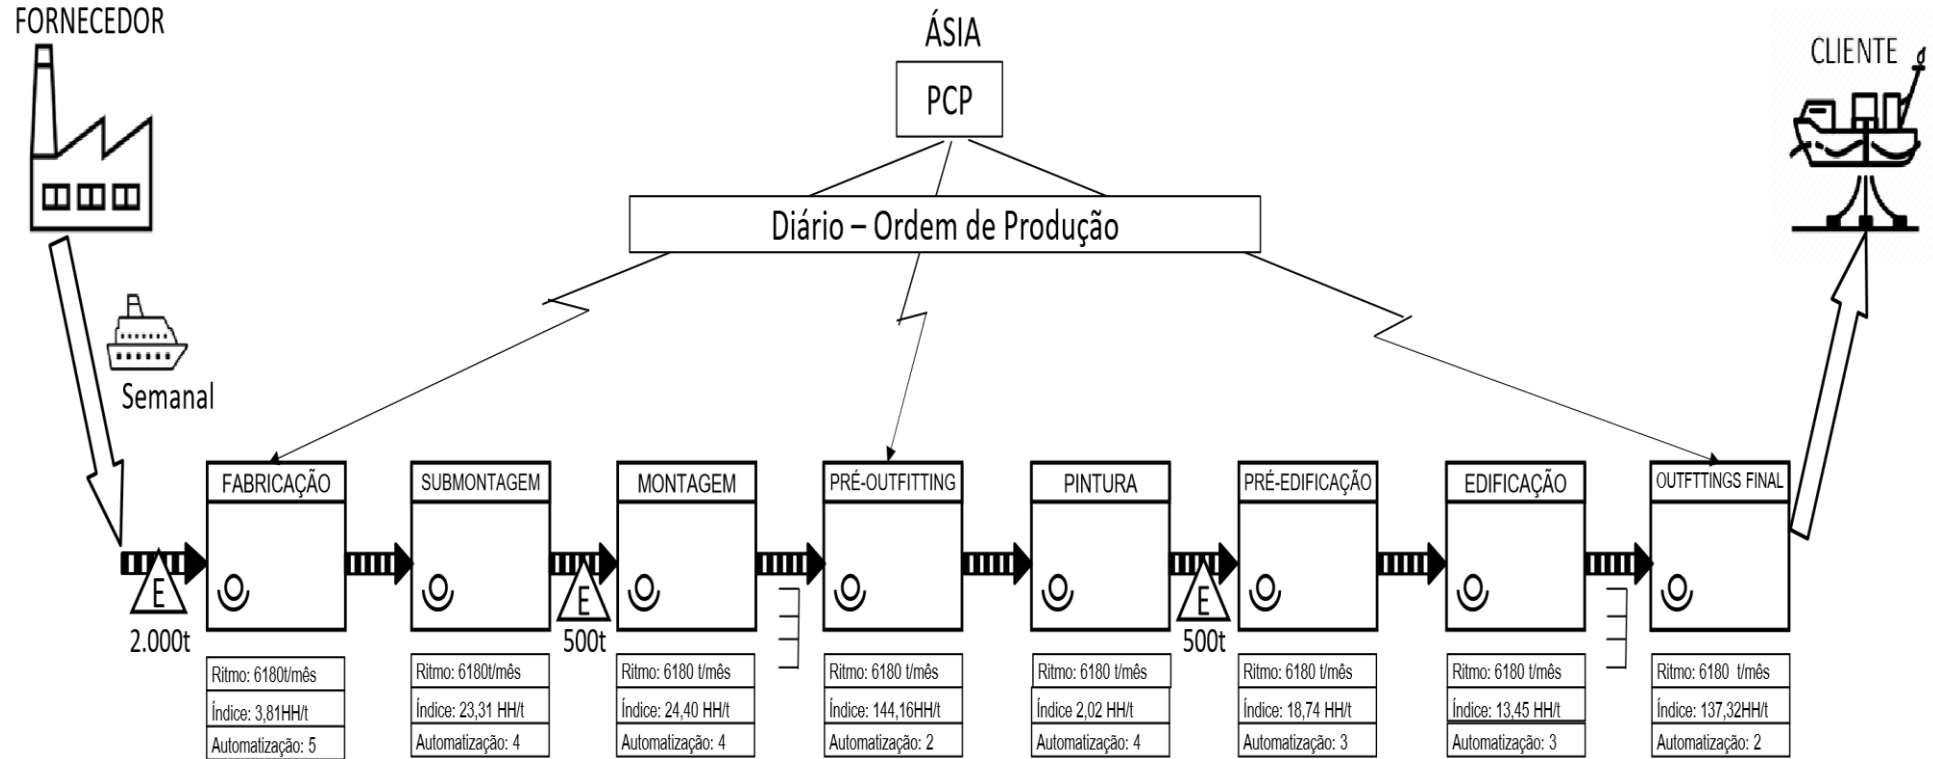 FORNECEDOR
ÁSIA
PCP
CLIENTE
Diário – Ordem de Produção
Semanal
FABRICAÇÃO
SUBMONTAGEM
MONTAGEM
PRÉ-OUTFITTING
PINTURA
PRÉ-EDIFICAÇÃO
EDIFICAÇÃO
OUTFTTINGS FINAL
E
2.000t
E
500t
E
500t
Ritmo: 6180t/mês
Índice: 3,81HH/t
Automatização: 5
Ritmo: 6180t/mês
Índice: 23,31 HH/t
Automatização: 4
Ritmo: 6180 t/mês
Índice: 24,40 HH/t
Automatização: 4
Ritmo: 6180 t/mês
Índice: 144,16HH/t
Automatização: 2
Ritmo: 6180 t/mês
Índice 2,02 HH/t
Automatização: 4
Ritmo: 6180 t/mês
Índice: 18,74 HH/t
Automatização: 3
Ritmo: 6180 t/mês
Índice: 13,45 HH/t
Automatização: 3
Ritmo: 6180 t/mês
Índice: 137,32HH/t
Automatização: 2